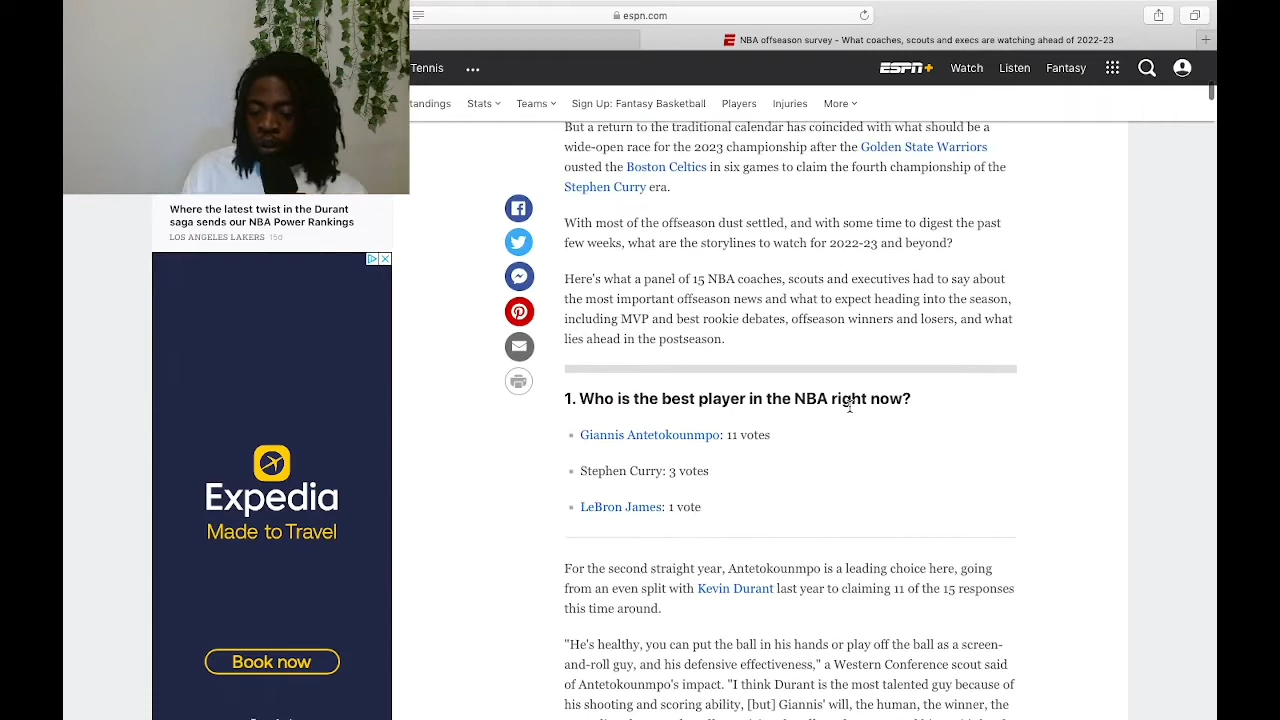 espn.com
NBA offseason survey - What coaches, scouts and execs are watching ahead of 2022-23
Tennis
ESPN+ Watch Listen Fantasy
Stats Teams Sign Up: Fantasy Basketball Players Injuries More
But a return to the traditional calendar has coincided with what should be a
wide-open race for the 2023 championship after the Golden State Warriors
ousted the Boston Celtics in six games to claim the fourth championship of the
Stephen Curry era.
Where the latest twist in the Durant
saga sends our NBA Power Rankings
LOS ANGELES LAKERS 15d
With most of the offseason dust settled, and with some time to digest the past
few weeks, what are the storylines to watch for 2022-23 and beyond?
Here's what a panel of 15 NBA coaches, scouts and executives had to say about
the most important offseason news and what to expect heading into the season,
including MVP and best rookie debates, offseason winners and losers, and what
lies ahead in the postseason.
1. Who is the best player in the NBA right now?
Giannis Antetokounmpo: 11 votes
Stephen Curry: 3 votes
LeBron James: 1 vote
Expedia
Made to Travel
Book now
For the second straight year, Antetokounmpo is a leading choice here, going
from an even split with Kevin Durant last year to claiming 11 of the 15 responses
this time around.
"He's healthy, you can put the ball in his hands or play off the ball as a screen-
and-roll guy, and his defensive effectiveness," a Western Conference scout said
of Antetokounmpo's impact. "I think Durant is the most talented guy because of
his shooting and scoring ability, [but] Giannis' will, the human, the winner, the